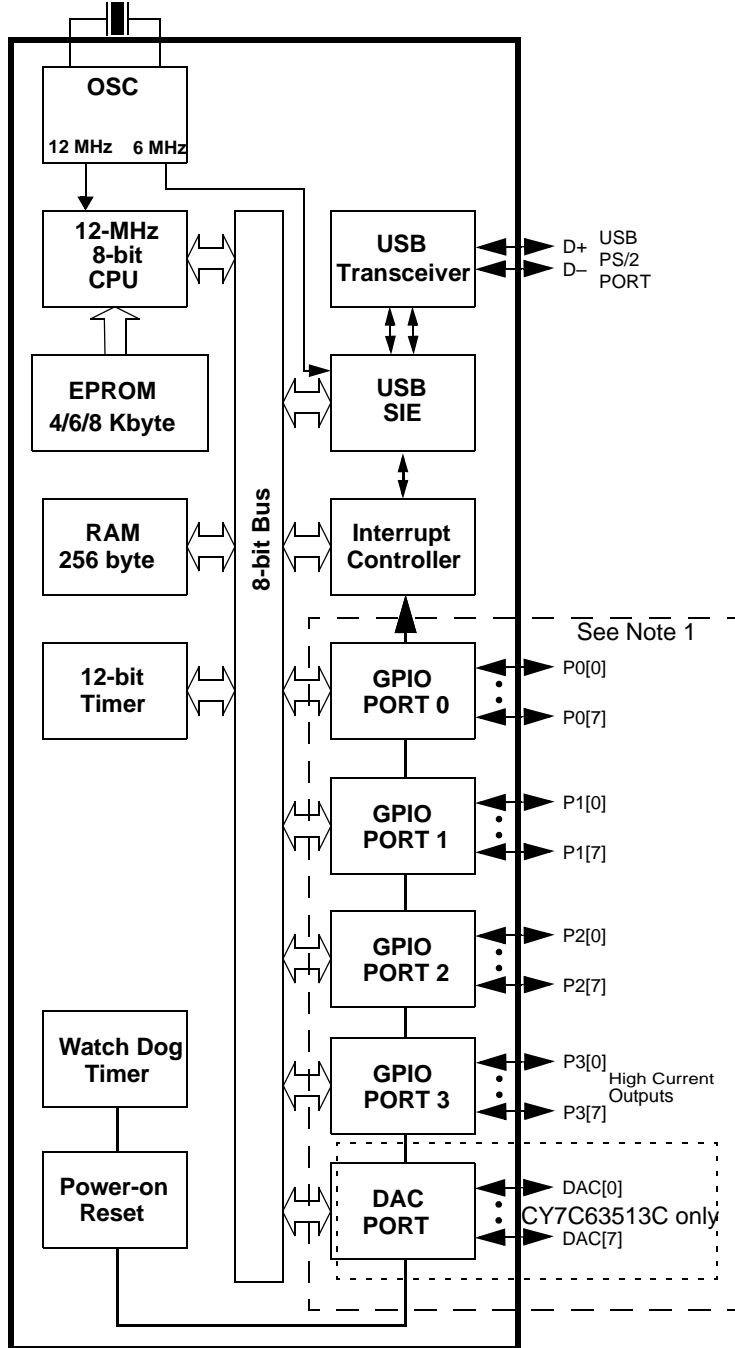 OSC
12 MHz 6 MHz
12-MHz
8-bit
CPU
EPROM
4/6/8 Kbyte
RAM
256 byte
12-bit
Timer
Watch Dog
Timer
Power-on
Reset
8-bit Bus
USB
Transceiver
D+
D–
USB
PS/2
PORT
USB
SIE
Interrupt
Controller
See Note 1
GPIO
PORT 0
P0[0]
P0[7]
GPIO
PORT 1
P1[0]
P1[7]
GPIO
PORT 2
P2[0]
P2[7]
GPIO
PORT 3
P3[0]
P3[7]
High Current
Outputs
DAC
PORT
DAC[0]
CY7C63513C only
DAC[7]